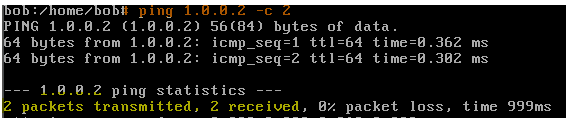 bob:/home/bob# ping 1.0.0.2 -c 2
PING 1.0.0.2 (1.0.0.2) 56(84) bytes of data.
64 bytes from 1.0.0.2: icmp_seq=1 ttl=64 time=0.362 ms
64 bytes from 1.0.0.2: icmp_seq=2 ttl=64 time=0.302 ms
--- 1.0.0.2 ping statistics ---
2 packets transmitted, 2 received, 0% packet loss, time 999ms